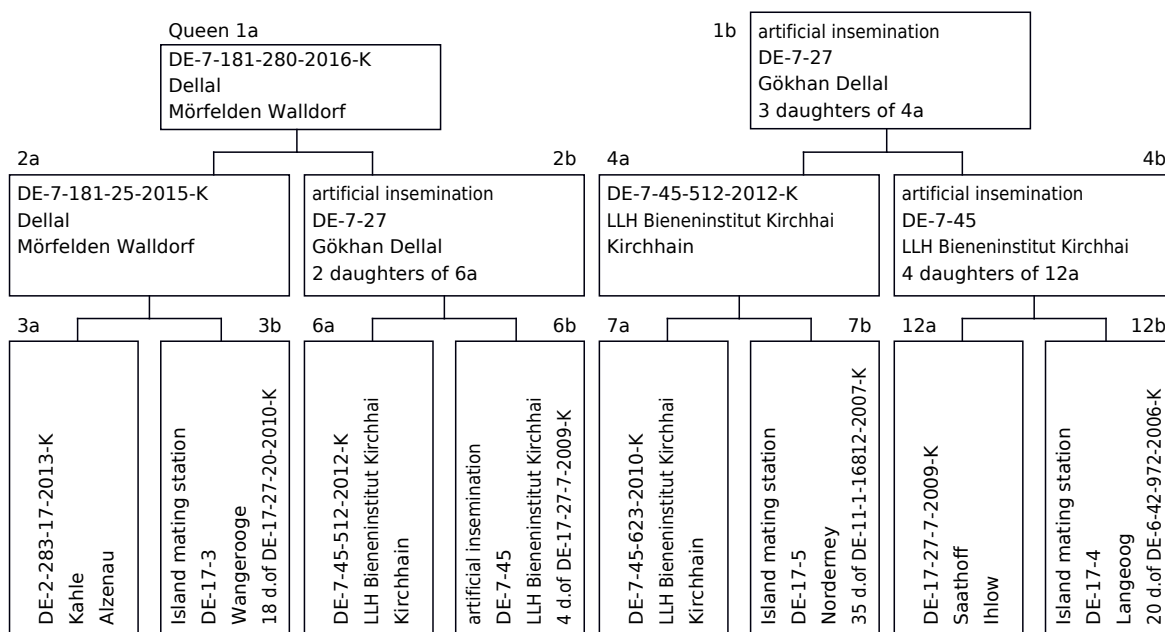 Queen 1a
DE-7-181-280-2016-K
Dellal
Mörfelden Walldorf
1b
artificial insemination
DE-7-27
Gökhan Dellal
3 daughters of 4a
2a
DE-7-181-25-2015-K
Dellal
Mörfelden Walldorf
2b
artificial insemination
DE-7-27
Gökhan Dellal
2 daughters of 6a
4a
DE-7-45-512-2012-K
LLH Bieneninstitut Kirchhai
Kirchhain
4b
artificial insemination
DE-7-45
LLH Bieneninstitut Kirchhai
4 daughters of 12a
3a
DE-2-283-17-2013-K
Kahle
Alzenau
3b
Island mating station
DE-17-3
Wangerooge
18 d.of DE-17-27-20-2010-K
6a
DE-7-45-512-2012-K
LLH Bieneninstitut Kirchhai
Kirchhain
6b
artificial insemination
DE-7-45
LLH Bieneninstitut Kirchhai
4 d.of DE-17-27-7-2009-K
7a
DE-7-45-623-2010-K
LLH Bieneninstitut Kirchhai
Kirchhain
7b
Island mating station
DE-17-5
Norderney
35 d.of DE-11-1-16812-2007-K
12a
DE-17-27-7-2009-K
Saathoff
Ihlow
12b
Island mating station
DE-17-4
Langeoog
20 d.of DE-6-42-972-2006-K